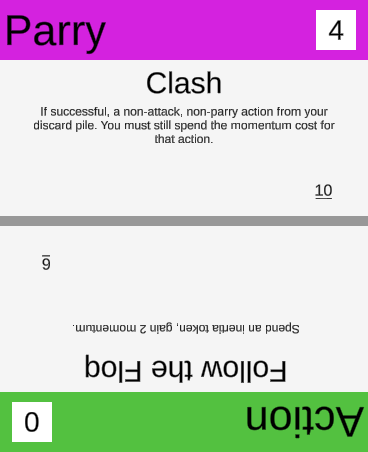 Parry 4
Clash
If successful, a non-attack, non-parry action from your
discard pile. You must still spend the momentum cost for
that action.
10
Action 0
Follow the Floq
Spend an inertia token, gain 2 momentum.
6